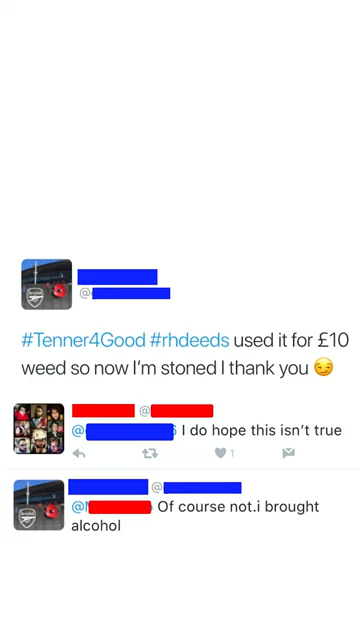 @
#Tenner4Good #rhdeeds used it for £10
weed so now I'm stoned I thank you 😏
@
@ 6 I do hope this isn't true
1
@
@ Of course not.i brought
alcohol